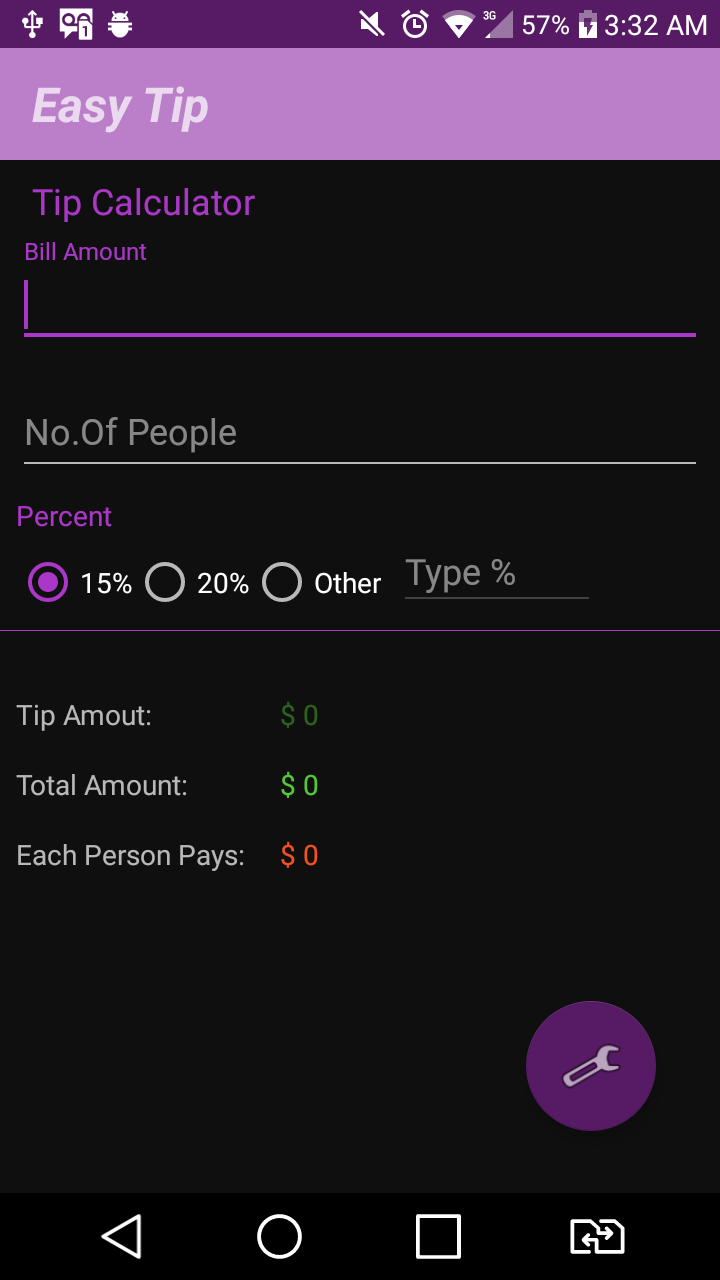 3G 57% 3:32 AM
Easy Tip
Tip Calculator
Bill Amount
No.Of People
Percent
15% 20% Other Type %
Tip Amout: $ 0
Total Amount: $ 0
Each Person Pays: $ 0